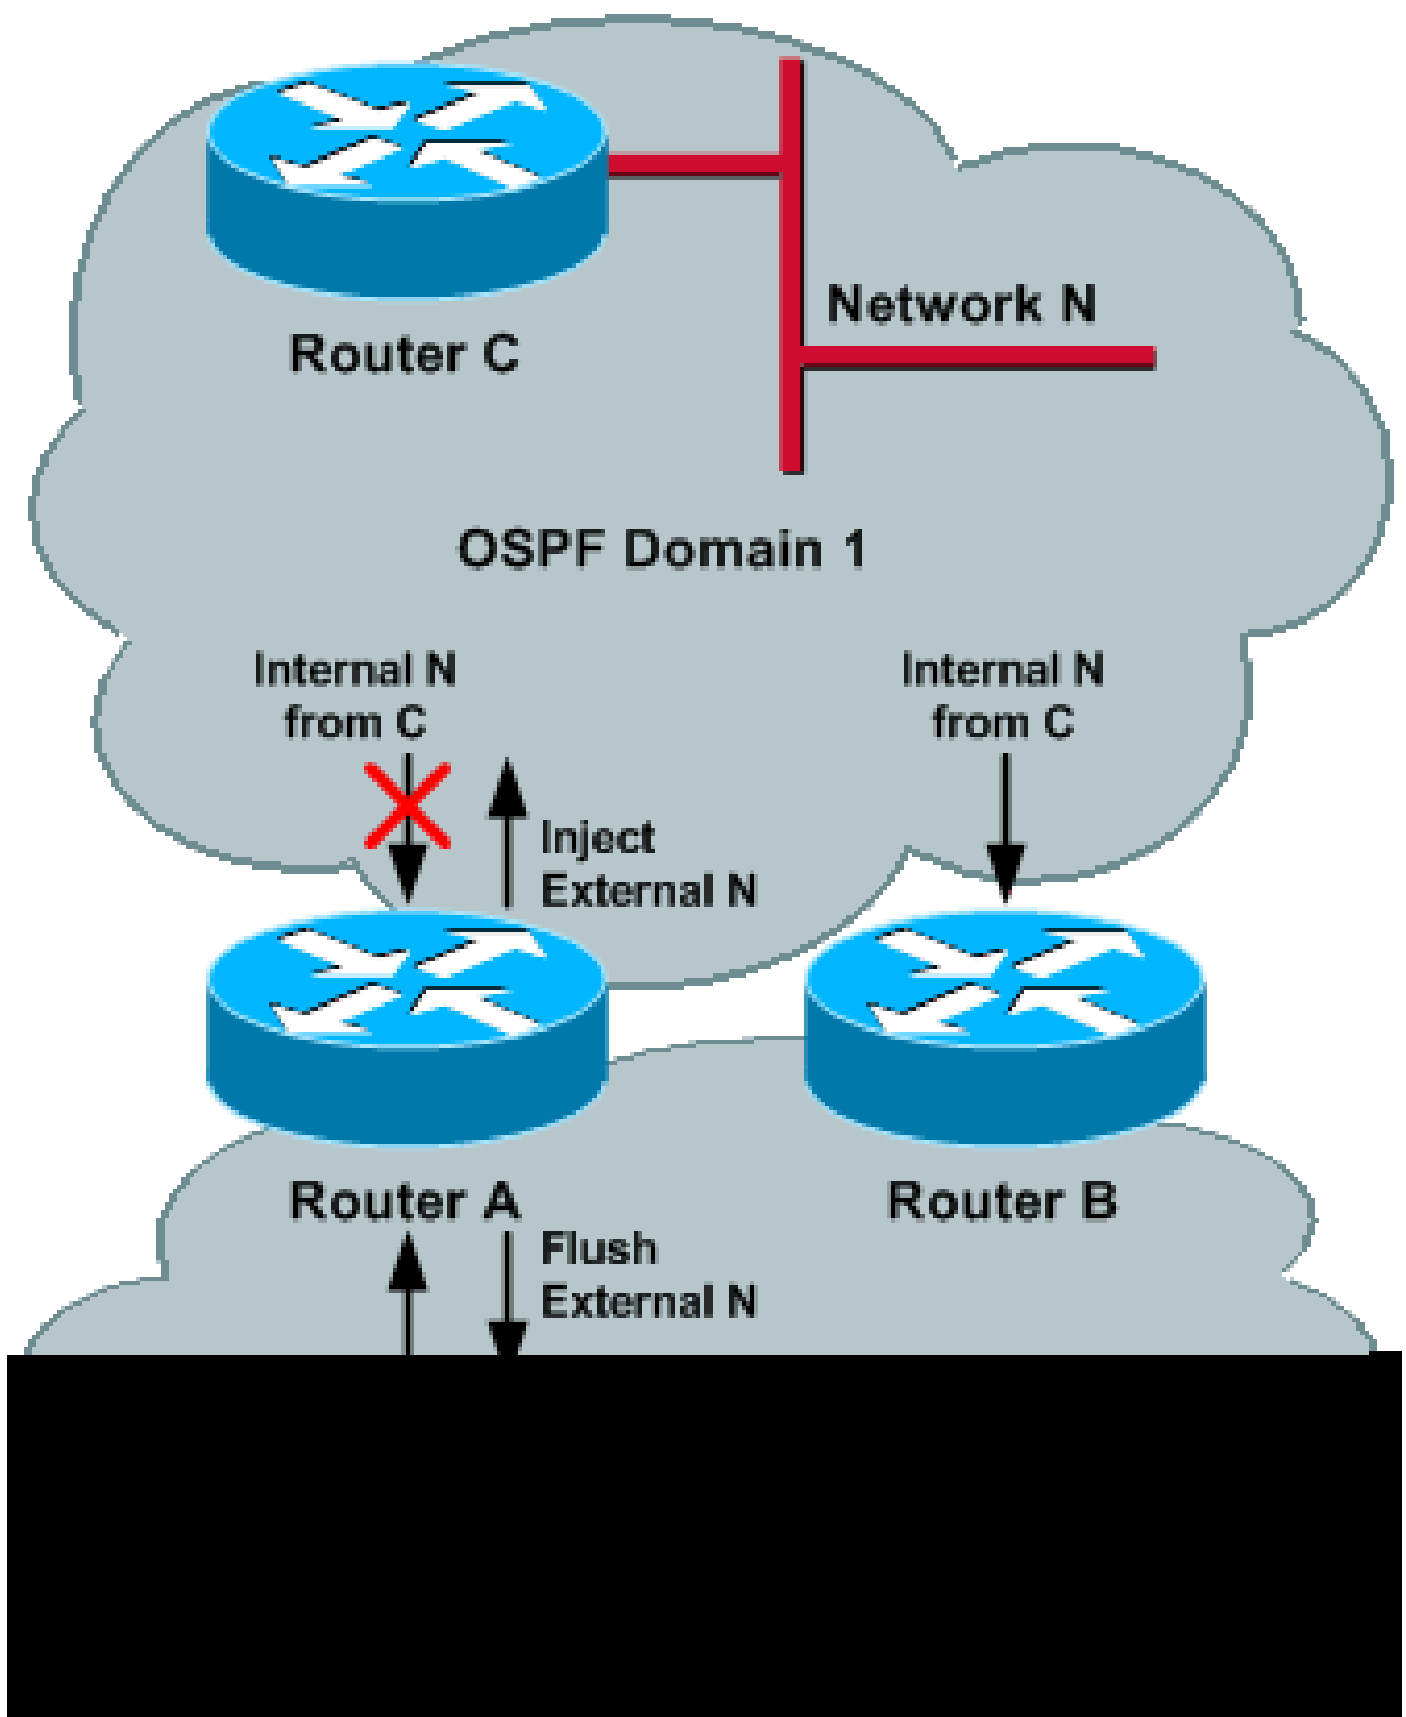 Network N
Router C
OSPF Domain 1
Internal N
from C
Internal N
from C
Inject
External N
Router A
Router B
Flush
External N